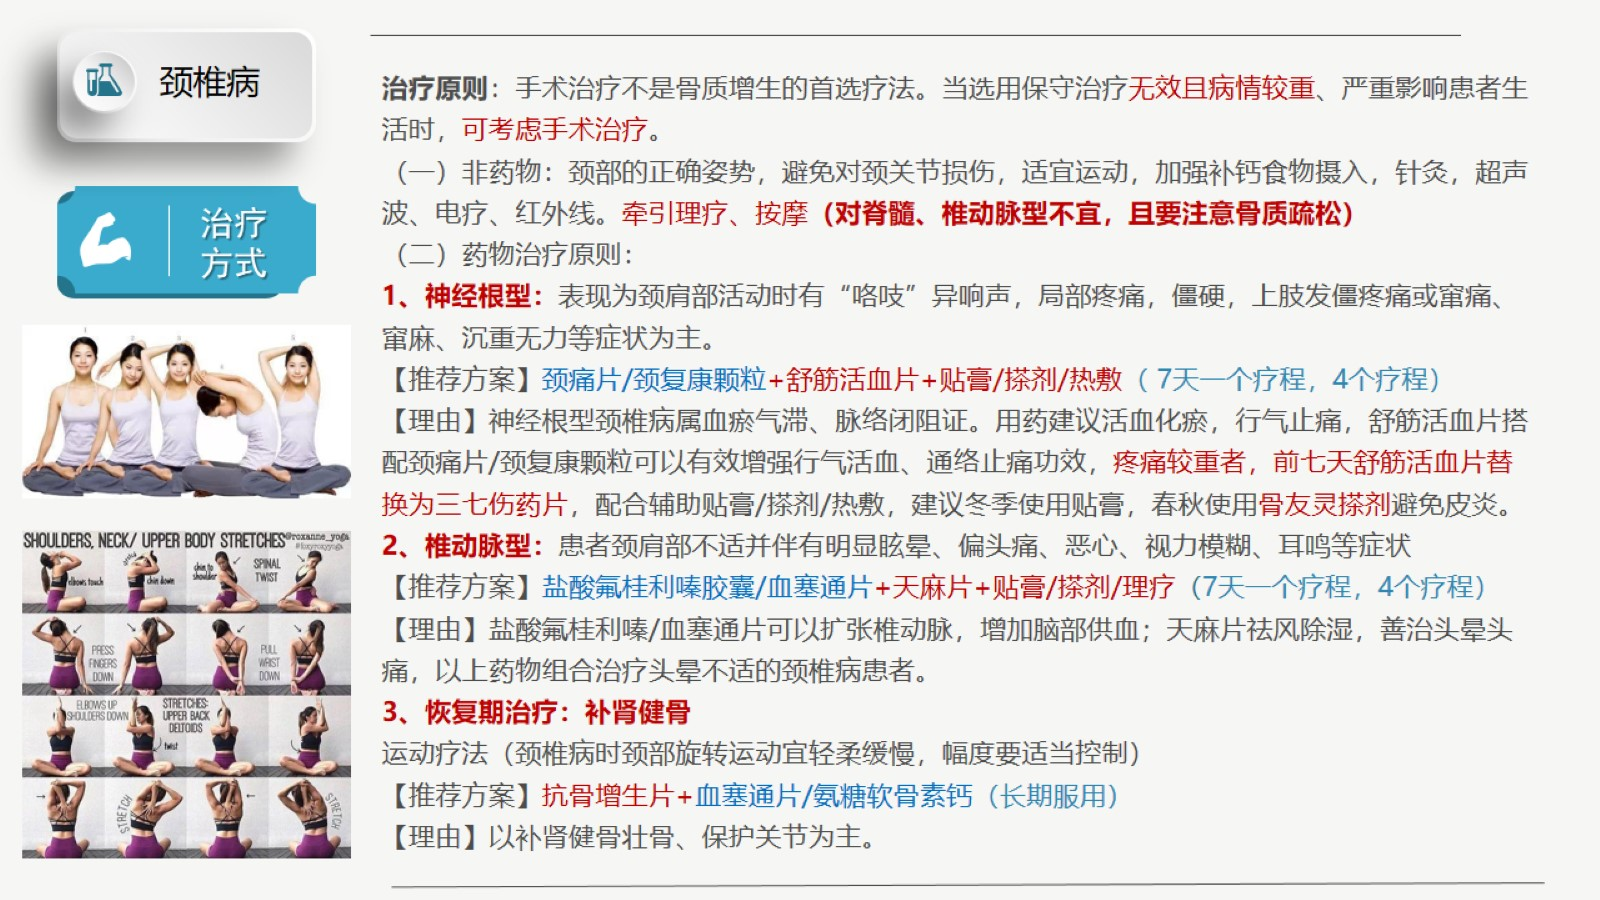 颈椎病
治疗
方式
治疗原则：手术治疗不是骨质增生的首选疗法。当选用保守治疗无效且病情较重、严重影响患者生
活时，可考虑手术治疗。
（一）非药物：颈部的正确姿势，避免对颈关节损伤，适宜运动，加强补钙食物摄入，针灸，超声
波、电疗、红外线。牵引理疗、按摩（对脊髓、椎动脉型不宜，且要注意骨质疏松）
（二）药物治疗原则：
1、神经根型：表现为颈肩部活动时有“咯吱”异响声，局部疼痛，僵硬，上肢发僵疼痛或窜痛、
窜麻、沉重无力等症状为主。
【推荐方案】颈痛片/颈复康颗粒+舒筋活血片+贴膏/搽剂/热敷（ 7天一个疗程，4个疗程）
【理由】神经根型颈椎病属血瘀气滞、脉络闭阻证。用药建议活血化瘀，行气止痛，舒筋活血片搭
配颈痛片/颈复康颗粒可以有效增强行气活血、通络止痛功效，疼痛较重者，前七天舒筋活血片替
换为三七伤药片，配合辅助贴膏/搽剂/热敷，建议冬季使用贴膏，春秋使用骨友灵搽剂避免皮炎。
2、椎动脉型：患者颈肩部不适并伴有明显眩晕、偏头痛、恶心、视力模糊、耳鸣等症状
【推荐方案】盐酸氟桂利嗪胶囊/血塞通片+天麻片+贴膏/搽剂/理疗（7天一个疗程，4个疗程）
【理由】盐酸氟桂利嗪/血塞通片可以扩张椎动脉，增加脑部供血；天麻片祛风除湿，善治头晕头
痛，以上药物组合治疗头晕不适的颈椎病患者。
3、恢复期治疗：补肾健骨
运动疗法（颈椎病时颈部旋转运动宜轻柔缓慢，幅度要适当控制）
【推荐方案】抗骨增生片+血塞通片/氨糖软骨素钙（长期服用）
【理由】以补肾健骨壮骨、保护关节为主。
SHOULDERS, NECK/ UPPER BODY STRETCHES
@roxanne_yoga
#foxyroxyyoga
elbows touch
chin down
chin to
shoulder
SPINAL
TWIST
PRESS
FINGERS
DOWN
PULL
WRIST
DOWN
ELBOWS UP
SHOULDERS DOWN
STRETCHES:
UPPER BACK
DELTOIDS
twist
STRETCH
STRETCH